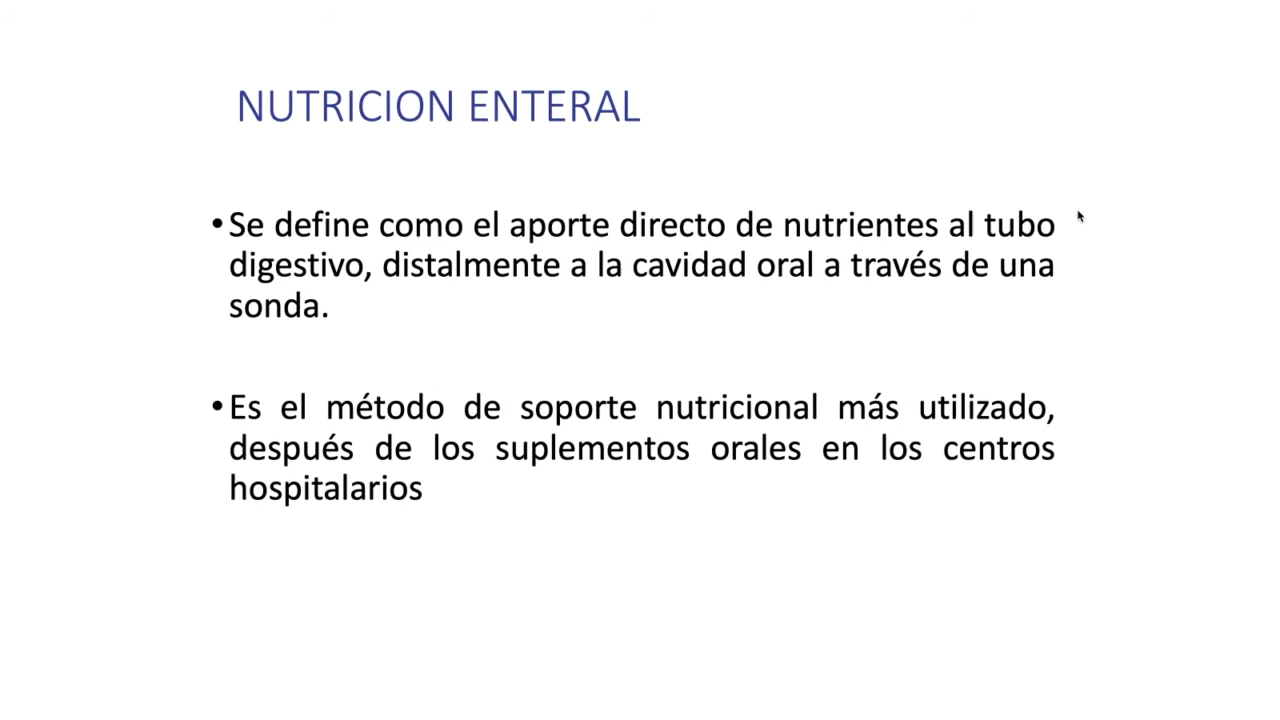 NUTRICION ENTERAL
•Se define como el aporte directo de nutrientes al tubo
digestivo, distalmente a la cavidad oral a través de una
sonda.
•Es el método de soporte nutricional más utilizado,
después de los suplementos orales en los centros
hospitalarios